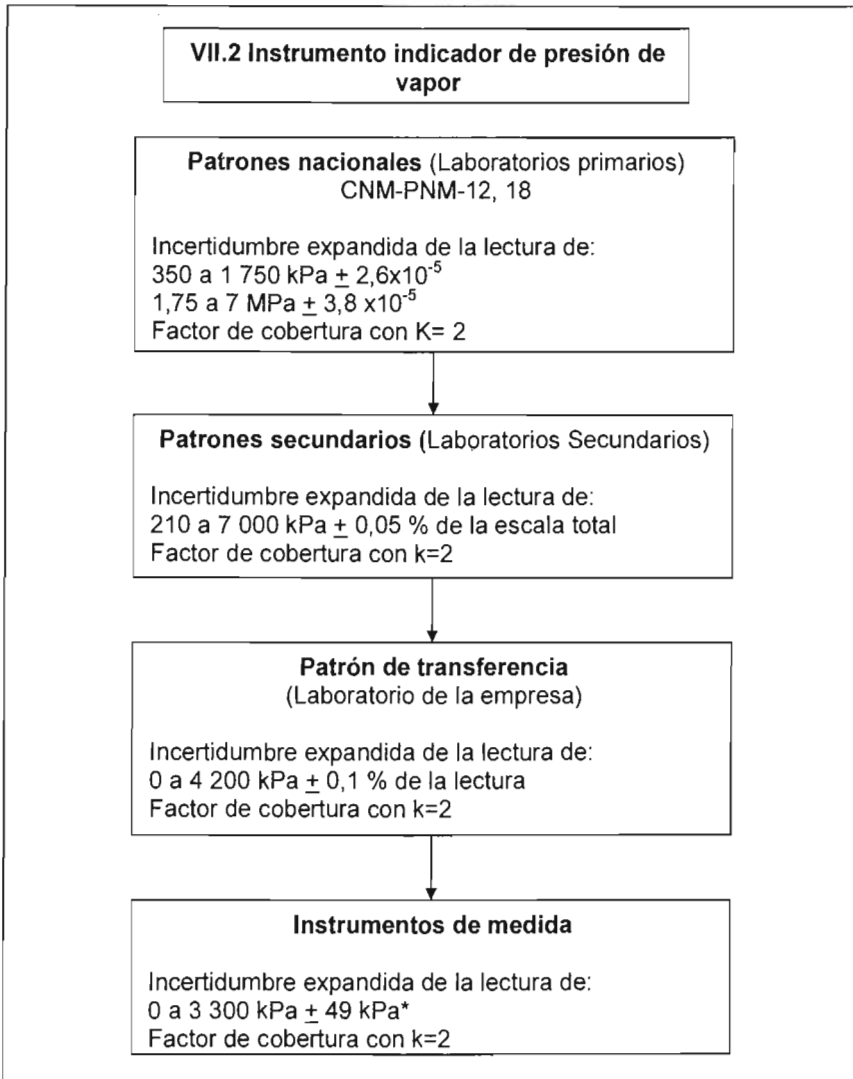 VII.2 Instrumento indicador de presión de
vapor
Patrones nacionales (Laboratorios primarios)
CNM-PNM-12, 18
Incertidumbre expandida de la lectura de:
350 a 1 750 kPa ± 2,6x10⁻⁵
1,75 a 7 MPa ± 3,8 x10⁻⁵
Factor de cobertura con K= 2
Patrones secundarios (Laboratorios Secundarios)
Incertidumbre expandida de la lectura de:
210 a 7 000 kPa ± 0,05 % de la escala total
Factor de cobertura con k=2
Patrón de transferencia
(Laboratorio de la empresa)
Incertidumbre expandida de la lectura de:
0 a 4 200 kPa ± 0,1 % de la lectura
Factor de cobertura con k=2
Instrumentos de medida
Incertidumbre expandida de la lectura de:
0 a 3 300 kPa ± 49 kPa*
Factor de cobertura con k=2